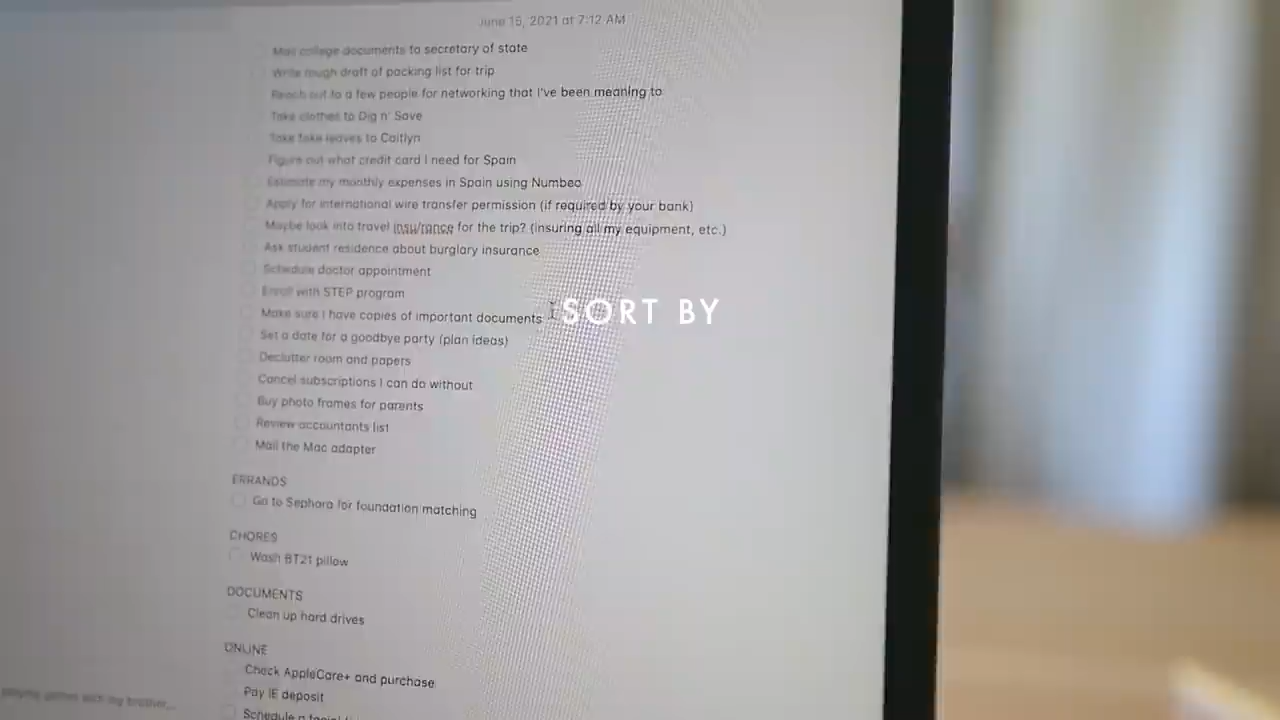 June 15, 2021 at 7:12 AM
Mail college documents to secretary of state
Write rough draft of packing list for trip
Reach out to a few people for networking that I've been meaning to
Take clothes to Dig n' Save
Take fake leaves to Caitlyn
Figure out what credit card I need for Spain
Estimate my monthly expenses in Spain using Numbeo
Apply for international wire transfer permission (if required by your bank)
Maybe look into travel insu/rance for the trip? (insuring all my equipment, etc.)
Ask student residence about burglary insurance
Schedule doctor appointment
Enroll with STEP program
Make sure I have copies of important documents
SORT BY
Set a date for a goodbye party (plan ideas)
Declutter room and papers
Cancel subscriptions I can do without
Buy photo frames for parents
Review accountants list
Mail the Mac adapter
ERRANDS
Go to Sephora for foundation matching
CHORES
Wash BT21 pillow
DOCUMENTS
Clean up hard drives
ONLINE
Check AppleCare+ and purchase
Pay IE deposit
playing games with my brother...
Schedule a